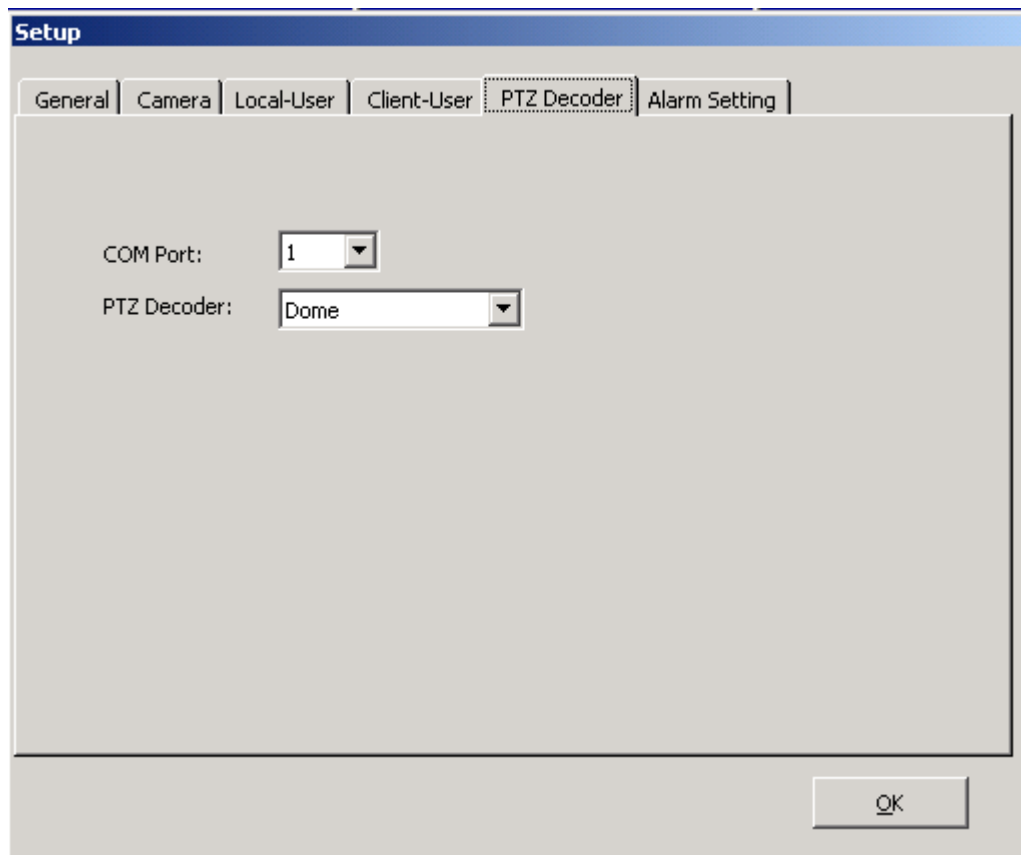 Setup
General Camera Local-User Client-User PTZ Decoder Alarm Setting
COM Port: 1
PTZ Decoder: Dome
OK